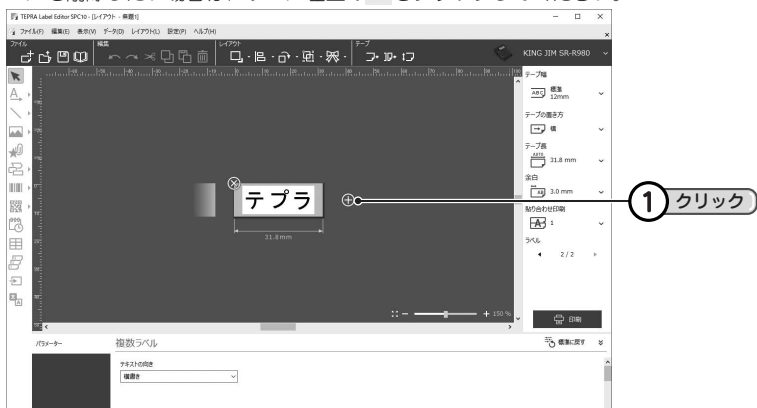 TEPRA Label Editor SPC10 - [レイアウト - 無題1]
ファイル(F) 編集(E) 表示(V) データ(D) レイアウト(L) 設定(P) ヘルプ(H)
ファイル 編集 レイアウト テープ
KING JIM SR-R980
テープ幅
ABC 標準
12mm
テープの置き方
横
テープ長
31.8 mm
余白
3.0 mm
貼り合わせ印刷
A 1
ラベル
2 / 2
テプラ
31.8mm
1 クリック
150 %
印刷
パラメーター
複数ラベル
標準に戻す
テキストの向き
横書き